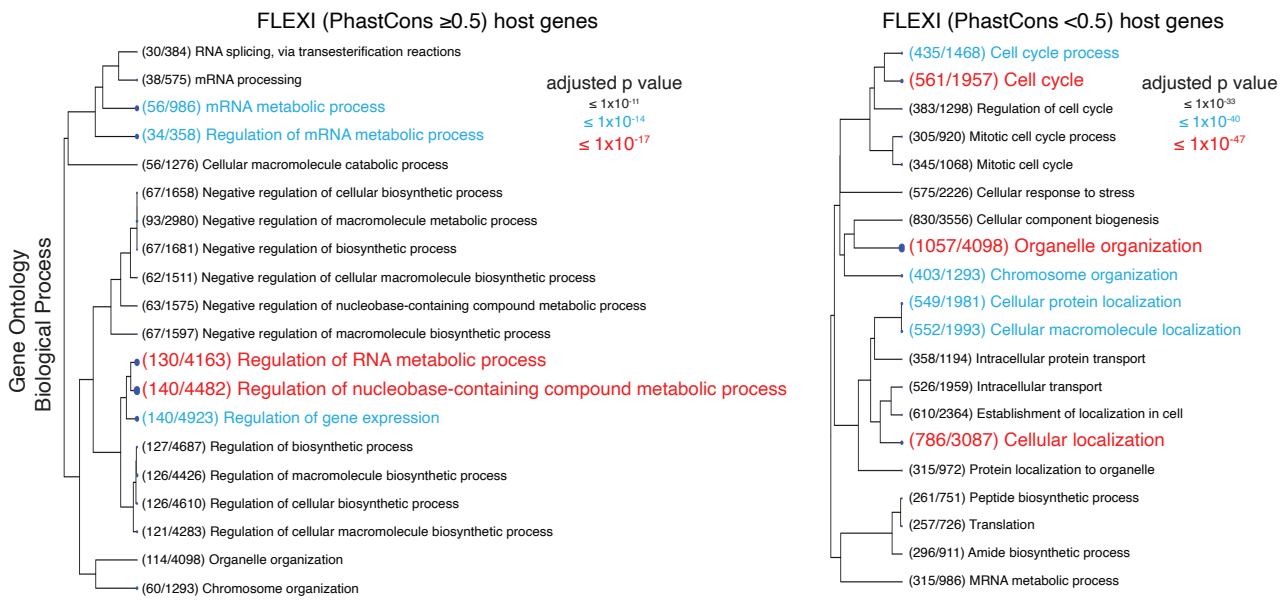 FLEXI (PhastCons ≥0.5) host genes
(30/384) RNA splicing, via transesterification reactions
(38/575) mRNA processing
(56/986) mRNA metabolic process
(34/358) Regulation of mRNA metabolic process
(56/1276) Cellular macromolecule catabolic process
(67/1658) Negative regulation of cellular biosynthetic process
(93/2980) Negative regulation of macromolecule metabolic process
(67/1681) Negative regulation of biosynthetic process
(62/1511) Negative regulation of cellular macromolecule biosynthetic process
(63/1575) Negative regulation of nucleobase-containing compound metabolic process
(67/1597) Negative regulation of macromolecule biosynthetic process
(130/4163) Regulation of RNA metabolic process
(140/4482) Regulation of nucleobase-containing compound metabolic process
(140/4923) Regulation of gene expression
(127/4687) Regulation of biosynthetic process
(126/4426) Regulation of macromolecule biosynthetic process
(126/4610) Regulation of cellular biosynthetic process
(121/4283) Regulation of cellular macromolecule biosynthetic process
(114/4098) Organelle organization
(60/1293) Chromosome organization
adjusted p value
≤ 1x10⁻¹¹
≤ 1x10⁻¹⁴
≤ 1x10⁻¹⁷
Gene Ontology
Biological Process
FLEXI (PhastCons <0.5) host genes
(435/1468) Cell cycle process
(561/1957) Cell cycle
(383/1298) Regulation of cell cycle
(305/920) Mitotic cell cycle process
(345/1068) Mitotic cell cycle
(575/2226) Cellular response to stress
(830/3556) Cellular component biogenesis
(1057/4098) Organelle organization
(403/1293) Chromosome organization
(549/1981) Cellular protein localization
(552/1993) Cellular macromolecule localization
(358/1194) Intracellular protein transport
(526/1959) Intracellular transport
(610/2364) Establishment of localization in cell
(786/3087) Cellular localization
(315/972) Protein localization to organelle
(261/751) Peptide biosynthetic process
(257/726) Translation
(296/911) Amide biosynthetic process
(315/986) MRNA metabolic process
adjusted p value
≤ 1x10⁻³³
≤ 1x10⁻⁴⁰
≤ 1x10⁻⁴⁷